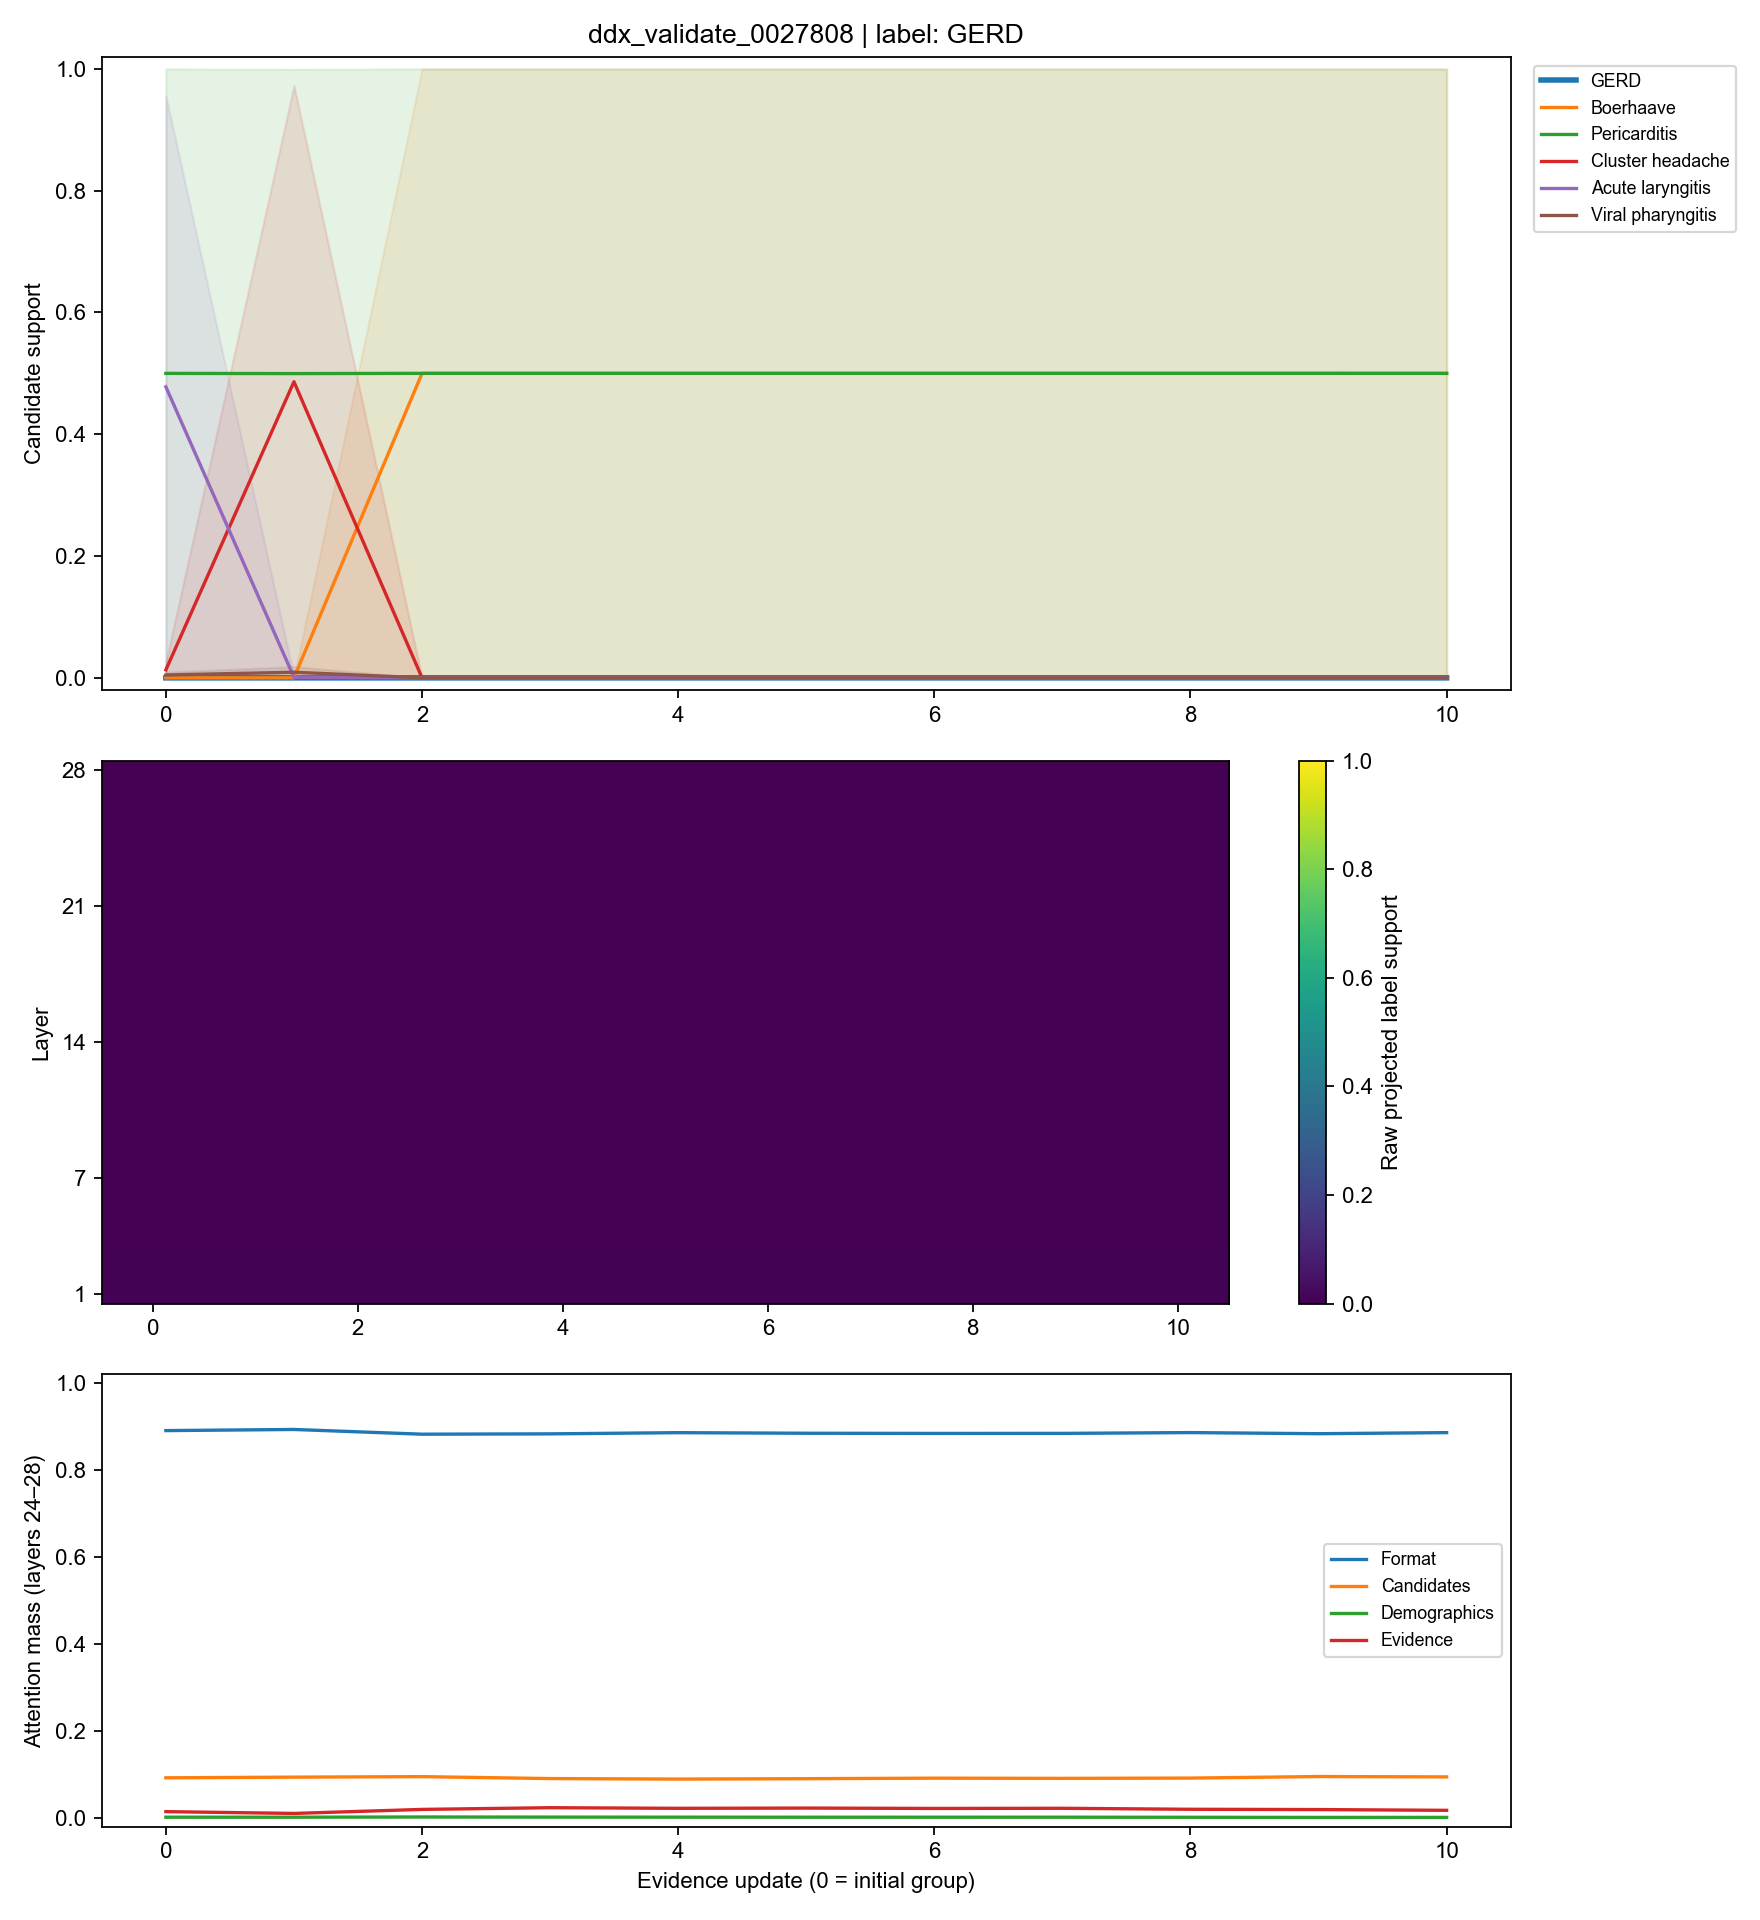 ddx_validate_0027808 | label: GERD
Candidate support
1.0
0.8
0.6
0.4
0.2
0.0
0 2 4 6 8 10
GERD
Boerhaave
Pericarditis
Cluster headache
Acute laryngitis
Viral pharyngitis
Layer
28
21
14
7
1
0 2 4 6 8 10
1.0
0.8
0.6
0.4
0.2
0.0
Raw projected label support
Attention mass (layers 24–28)
1.0
0.8
0.6
0.4
0.2
0.0
Format
Candidates
Demographics
Evidence
0 2 4 6 8 10
Evidence update (0 = initial group)